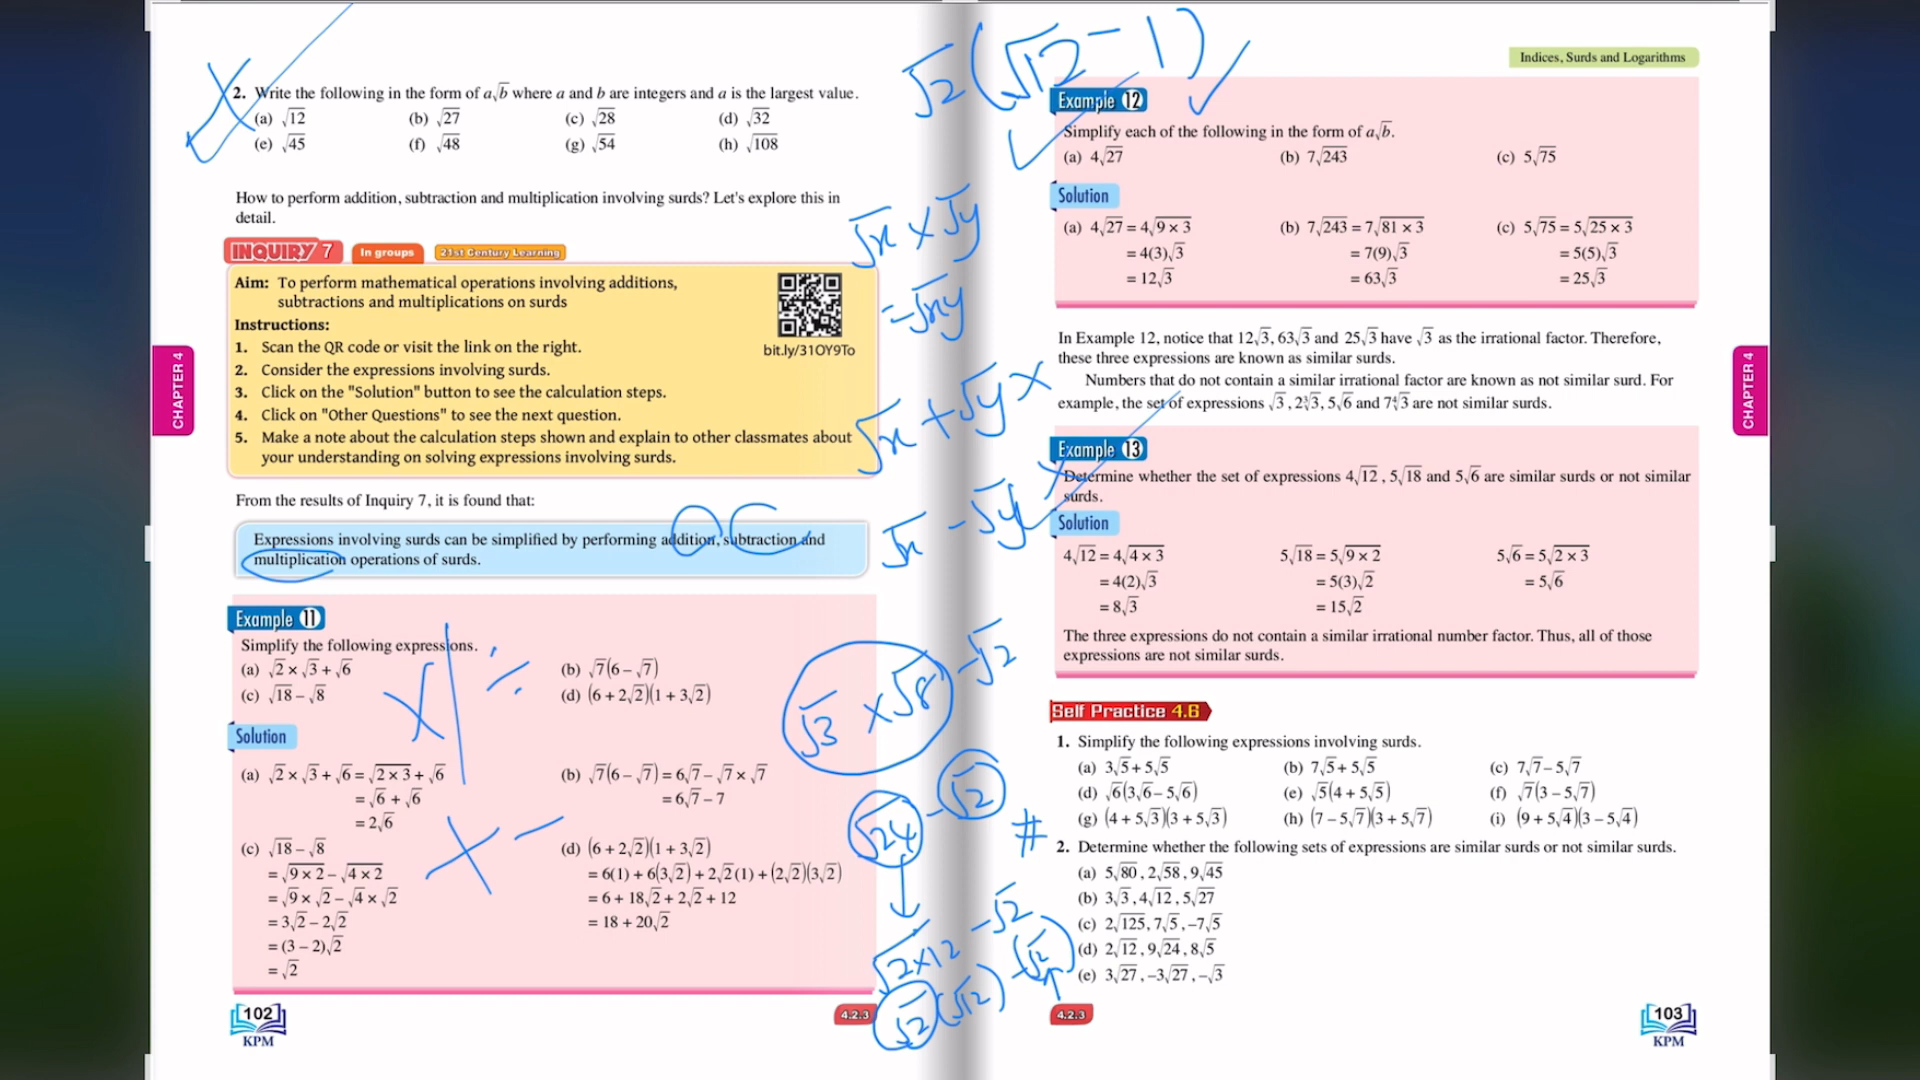 2. Write the following in the form of a√b where a and b are integers and a is the largest value.
(a) √12 (b) √27 (c) √28 (d) √32
(e) √45 (f) √48 (g) √54 (h) √108
How to perform addition, subtraction and multiplication involving surds? Let's explore this in
detail.
INQUIRY 7 In groups 21st Century Learning
Aim: To perform mathematical operations involving additions,
subtractions and multiplications on surds
Instructions:
1. Scan the QR code or visit the link on the right.
bit.ly/31OY9To
2. Consider the expressions involving surds.
3. Click on the "Solution" button to see the calculation steps.
4. Click on "Other Questions" to see the next question.
5. Make a note about the calculation steps shown and explain to other classmates about
your understanding on solving expressions involving surds.
CHAPTER 4
From the results of Inquiry 7, it is found that:
Expressions involving surds can be simplified by performing addition, subtraction and
multiplication operations of surds.
Example 11
Simplify the following expressions.
(a) √2 × √3 + √6 (b) √7(6 – √7)
(c) √18 – √8 (d) (6 + 2√2)(1 + 3√2)
Solution
(a) √2 × √3 + √6 = √2 × 3 + √6
= √6 + √6
= 2√6
(b) √7(6 – √7) = 6√7 – √7 × √7
= 6√7 – 7
(c) √18 – √8
= √9 × 2 – √4 × 2
= √9 × √2 – √4 × √2
= 3√2 – 2√2
= (3 – 2)√2
= √2
(d) (6 + 2√2)(1 + 3√2)
= 6(1) + 6(3√2) + 2√2(1) + (2√2)(3√2)
= 6 + 18√2 + 2√2 + 12
= 18 + 20√2
102
KPM
4.2.3
√2(√12 – 1)
√x × √y
= √xy
√x + √y ×
√x – √y ×
√3 × √8 – √2
√24 – √2
√2×12 – √2
√2(√12) – √2
#
Indices, Surds and Logarithms
Example 12
Simplify each of the following in the form of a√b.
(a) 4√27 (b) 7√243 (c) 5√75
Solution
(a) 4√27 = 4√9 × 3 (b) 7√243 = 7√81 × 3 (c) 5√75 = 5√25 × 3
= 4(3)√3 = 7(9)√3 = 5(5)√3
= 12√3 = 63√3 = 25√3
In Example 12, notice that 12√3, 63√3 and 25√3 have √3 as the irrational factor. Therefore,
these three expressions are known as similar surds.
Numbers that do not contain a similar irrational factor are known as not similar surd. For
example, the set of expressions √3, 2∛3, 5√6 and 7∜3 are not similar surds.
CHAPTER 4
Example 13
Determine whether the set of expressions 4√12, 5√18 and 5√6 are similar surds or not similar
surds.
Solution
4√12 = 4√4 × 3 5√18 = 5√9 × 2 5√6 = 5√2 × 3
= 4(2)√3 = 5(3)√2 = 5√6
= 8√3 = 15√2
The three expressions do not contain a similar irrational number factor. Thus, all of those
expressions are not similar surds.
Self Practice 4.6
1. Simplify the following expressions involving surds.
(a) 3√5 + 5√5 (b) 7√5 + 5√5 (c) 7√7 – 5√7
(d) √6(3√6 – 5√6) (e) √5(4 + 5√5) (f) √7(3 – 5√7)
(g) (4 + 5√3)(3 + 5√3) (h) (7 – 5√7)(3 + 5√7) (i) (9 + 5√4)(3 – 5√4)
2. Determine whether the following sets of expressions are similar surds or not similar surds.
(a) 5√80, 2√58, 9√45
(b) 3√3, 4√12, 5√27
(c) 2√125, 7√5, –7√5
(d) 2√12, 9√24, 8√5
(e) 3√27, –3√27, –√3
4.2.3
103
KPM